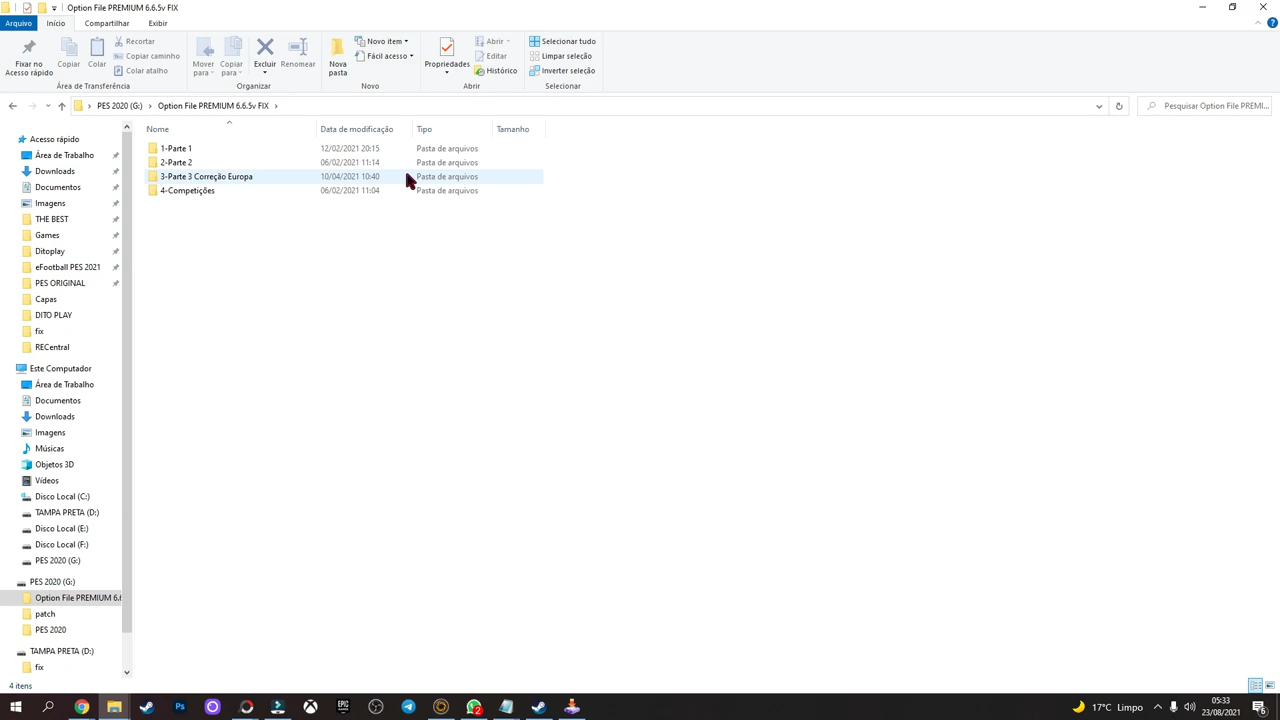 Option File PREMIUM 6.6.5v FIX
Arquivo
Início
Compartilhar
Exibir
Fixar no
Acesso rápido
Copiar
Colar
Recortar
Copiar caminho
Colar atalho
Área de Transferência
Mover
para
Copiar
para
Excluir
Renomear
Organizar
Nova
pasta
Novo item
Fácil acesso
Novo
Propriedades
Abrir
Editar
Histórico
Abrir
Selecionar tudo
Limpar seleção
Inverter seleção
Selecionar
PES 2020 (G:) > Option File PREMIUM 6.6.5v FIX >
Pesquisar Option File PREMI...
Nome
Data de modificação
Tipo
Tamanho
1-Parte 1 12/02/2021 20:15 Pasta de arquivos
2-Parte 2 06/02/2021 11:14 Pasta de arquivos
3-Parte 3 Correção Europa 10/04/2021 10:40 Pasta de arquivos
4-Competições 06/02/2021 11:04 Pasta de arquivos
Acesso rápido
Área de Trabalho
Downloads
Documentos
Imagens
THE BEST
Games
Ditoplay
eFootball PES 2021
PES ORIGINAL
Capas
DITO PLAY
fix
RECentral
Este Computador
Área de Trabalho
Documentos
Downloads
Imagens
Músicas
Objetos 3D
Vídeos
Disco Local (C:)
TAMPA PRETA (D:)
Disco Local (E:)
Disco Local (F:)
PES 2020 (G:)
PES 2020 (G:)
Option File PREMIUM 6.6
patch
PES 2020
TAMPA PRETA (D:)
fix
4 itens
Ps
EPIC
GAMES
2
17°C Limpo
05:33
23/08/2021